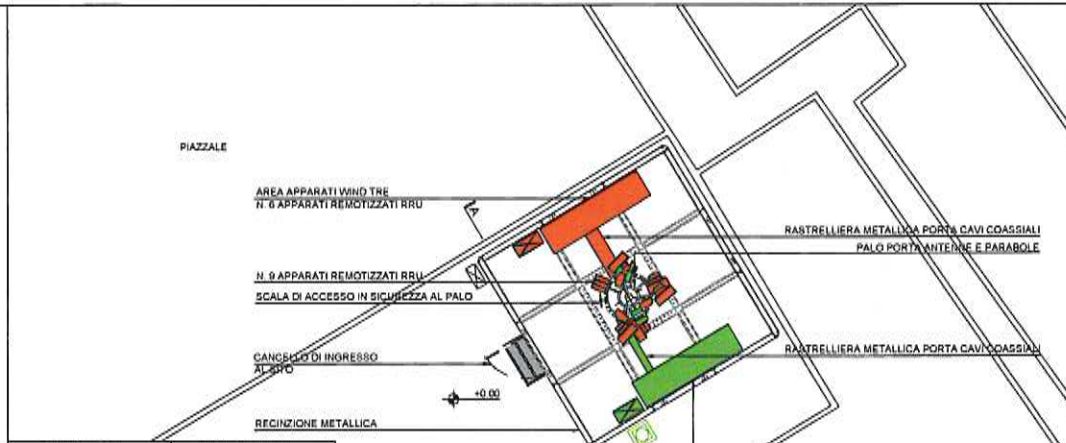 PIAZZALE
AREA APPARATI WIND TRE
N. 6 APPARATI REMOTIZZATI RRU
A
RASTRELLIERA METALLICA PORTA CAVI COASSIALI
PALO PORTA ANTENNE E PARABOLE
N. 9 APPARATI REMOTIZZATI RRU
SCALA DI ACCESSO IN SICUREZZA AL PALO
CANCELLO DI INGRESSO
AL SITO
RASTRELLIERA METALLICA PORTA CAVI COASSIALI
+0.00
RECINZIONE METALLICA